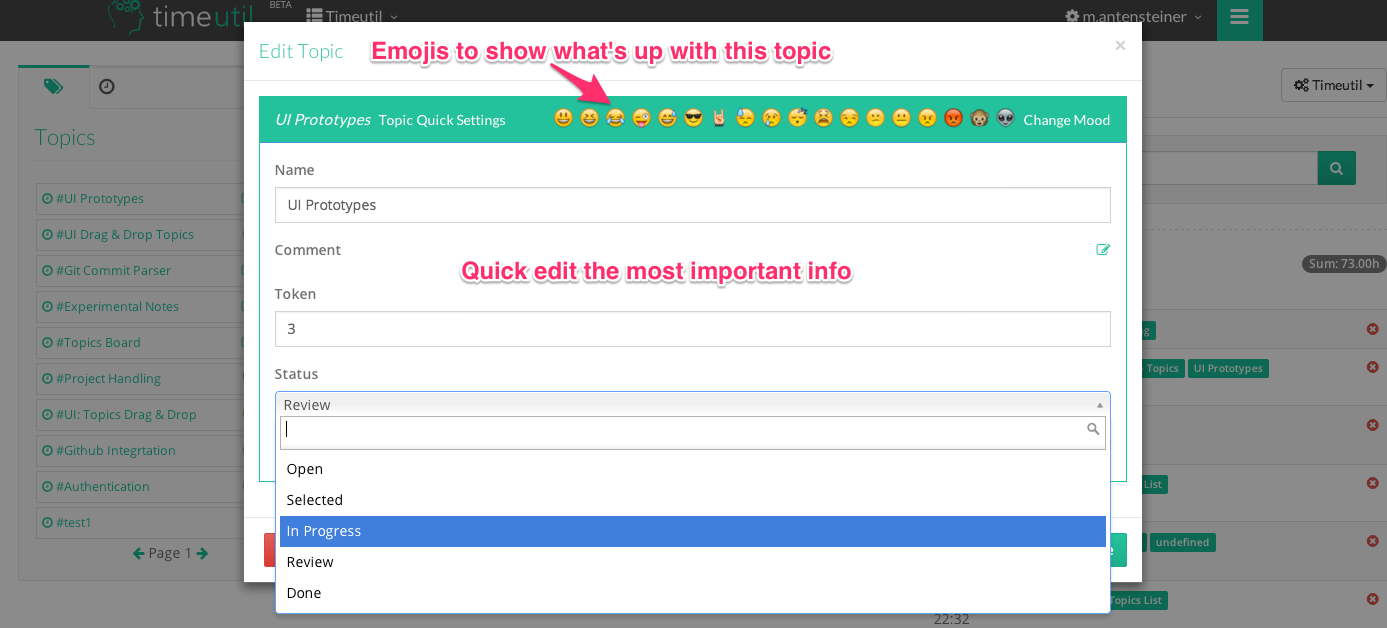 timeutil
BETA
Timeutil
m.antensteiner
Edit Topic
Emojis to show what's up with this topic
×
Timeutil
UI Prototypes Topic Quick Settings
Change Mood
Topics
Name
UI Prototypes
#UI Prototypes
#UI Drag & Drop Topics
Comment
Sum: 73.00h
#Git Commit Parser
Quick edit the most important info
Token
#Experimental Notes
3
#Topics Board
Status
Topics
UI Prototypes
#Project Handling
Review
#UI: Topics Drag & Drop
#Github Integrtation
Open
#Authentication
Selected
List
#test1
In Progress
undefined
Page 1
Review
Done
Topics List
22:32